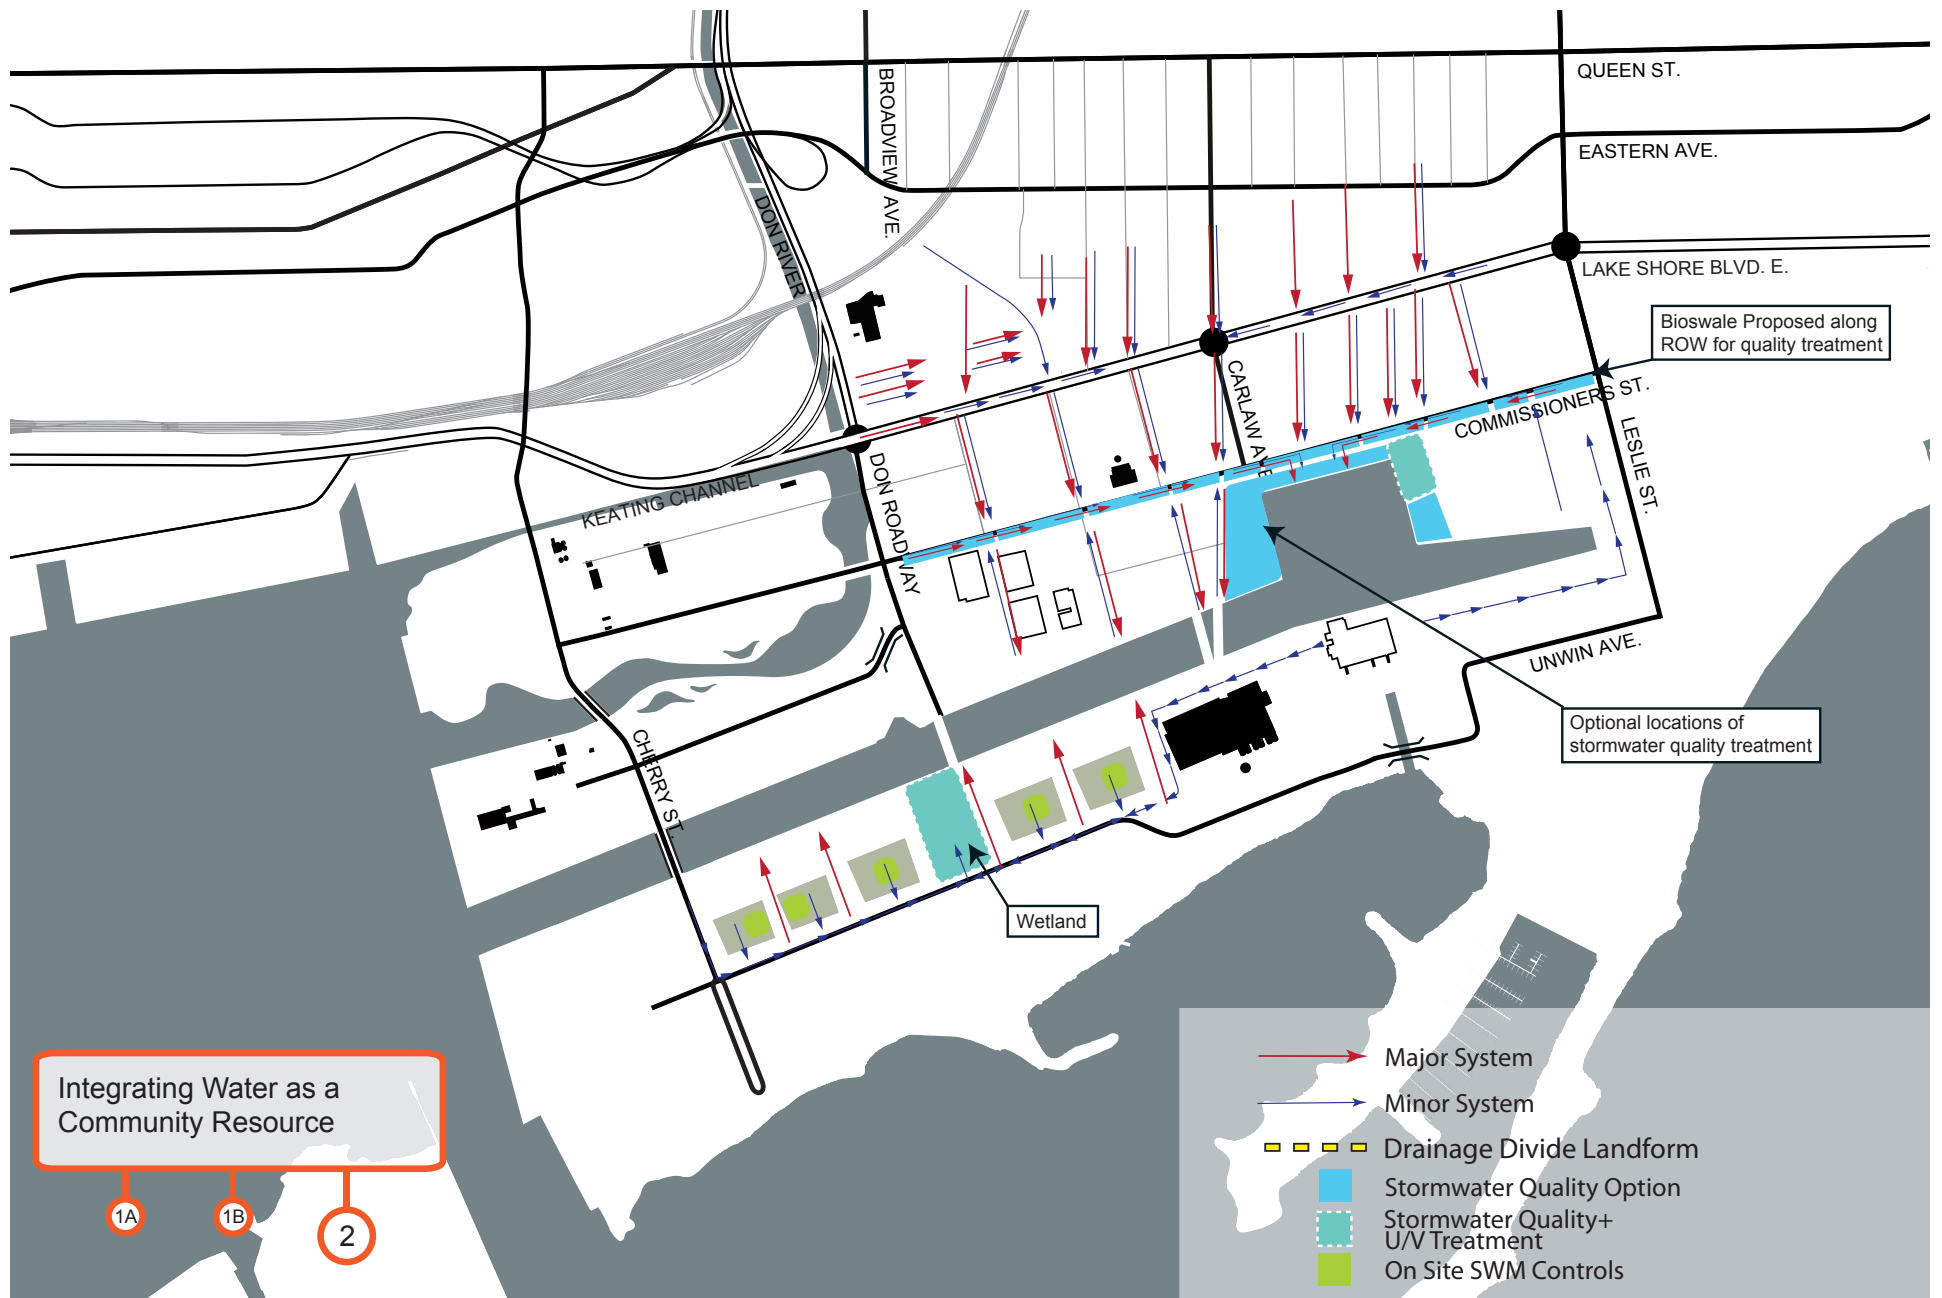 QUEEN ST.
BROADVIEW AVE.
EASTERN AVE.
DON RIVER
LAKE SHORE BLVD. E.
Bioswale Proposed along
ROW for quality treatment
CARLAW AVE
COMMISSIONERS ST.
LESLIE ST.
DON ROADWAY
KEATING CHANNEL
UNWIN AVE.
Optional locations of
stormwater quality treatment
CHERRY ST.
Wetland
Integrating Water as a
Community Resource
1A
1B
2
Major System
Minor System
Drainage Divide Landform
Stormwater Quality Option
Stormwater Quality+
U/V Treatment
On Site SWM Controls